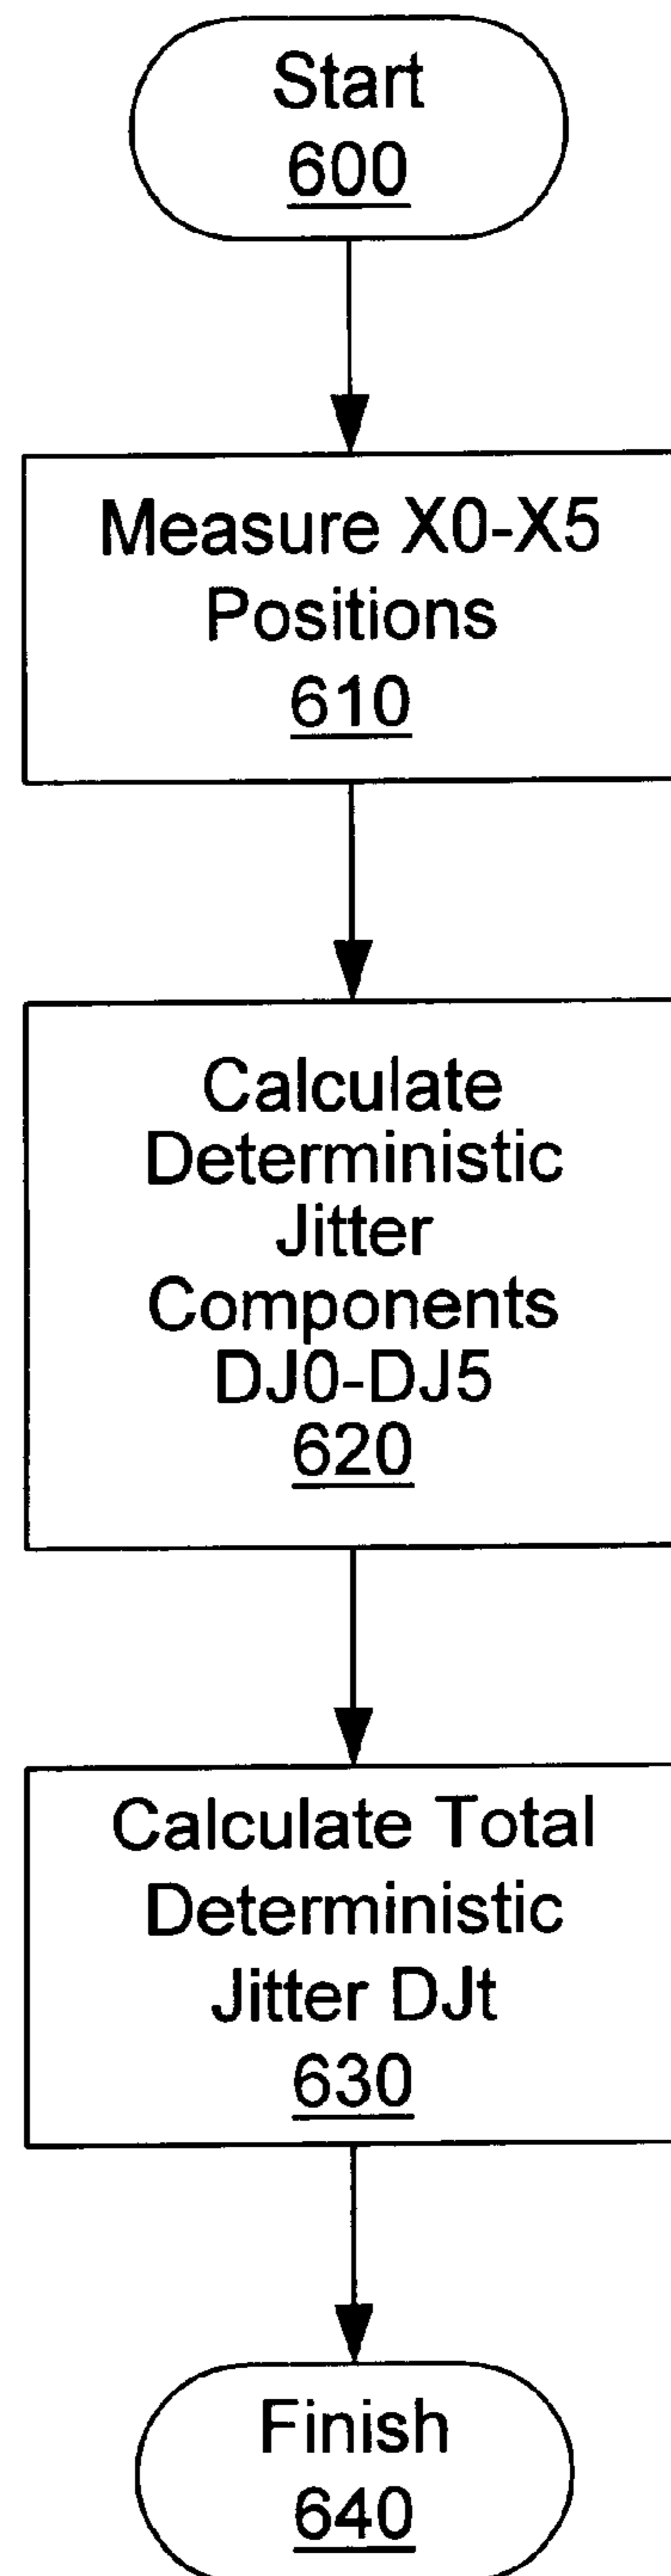 Start
600
Measure X0-X5
Positions
610
Calculate
Deterministic
Jitter
Components
DJ0-DJ5
620
Calculate Total
Deterministic
Jitter DJt
630
Finish
640